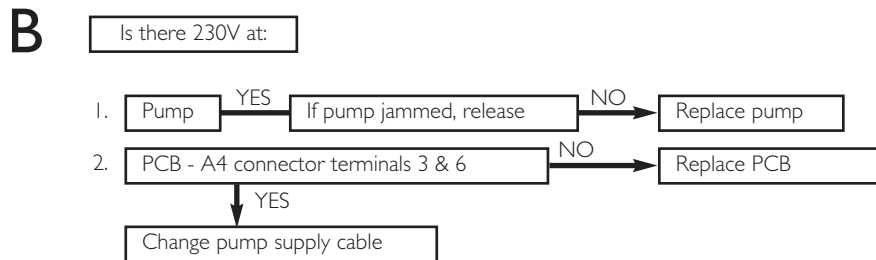 B Is there 230V at:
1. Pump YES If pump jammed, release NO Replace pump
2. PCB - A4 connector terminals 3 & 6 NO Replace PCB
YES
Change pump supply cable